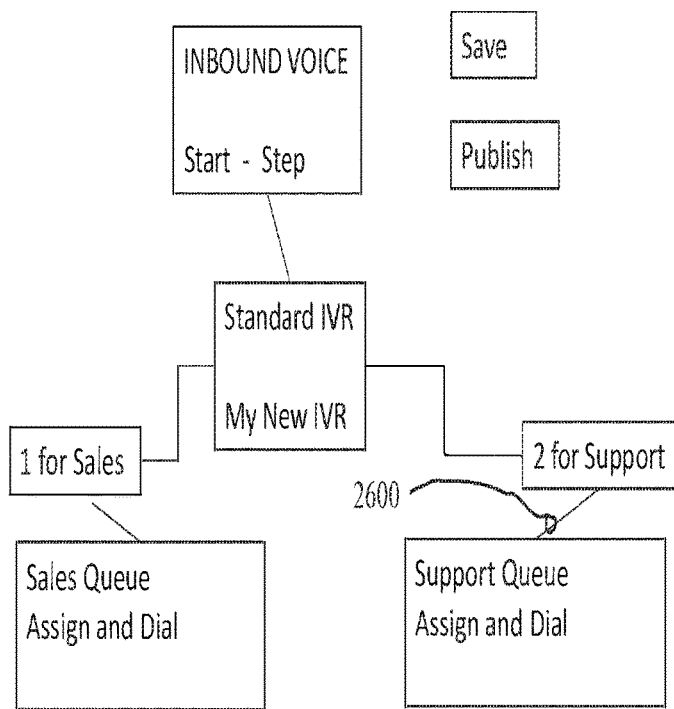 INBOUND VOICE
Start - Step
Save
Publish
Standard IVR
My New IVR
1 for Sales
2 for Support
2600
Sales Queue
Assign and Dial
Support Queue
Assign and Dial